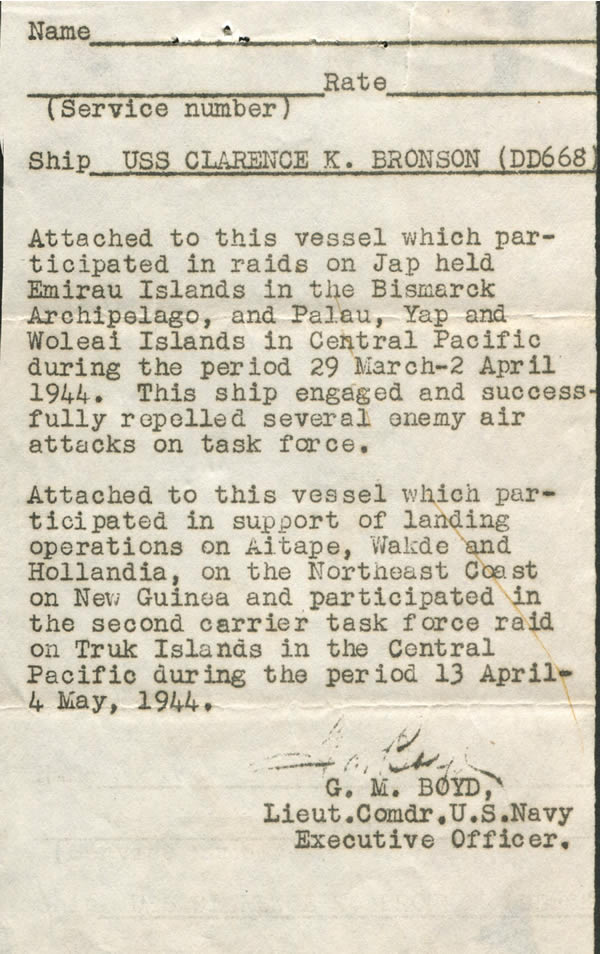 Name
Rate
(Service number)
Ship USS CLARENCE K. BRONSON (DD668)
Attached to this vessel which par-
ticipated in raids on Jap held
Emirau Islands in the Bismarck
Archipelago, and Palau, Yap and
Woleai Islands in Central Pacific
during the period 29 March-2 April
1944. This ship engaged and success-
fully repelled several enemy air
attacks on task force.
Attached to this vessel which par-
ticipated in support of landing
operations on Aitape, Wakde and
Hollandia, on the Northeast Coast
on New Guinea and participated in
the second carrier task force raid
on Truk Islands in the Central
Pacific during the period 13 April-
4 May, 1944.
G. M. BOYD,
Lieut.Comdr.U.S.Navy
Executive Officer.